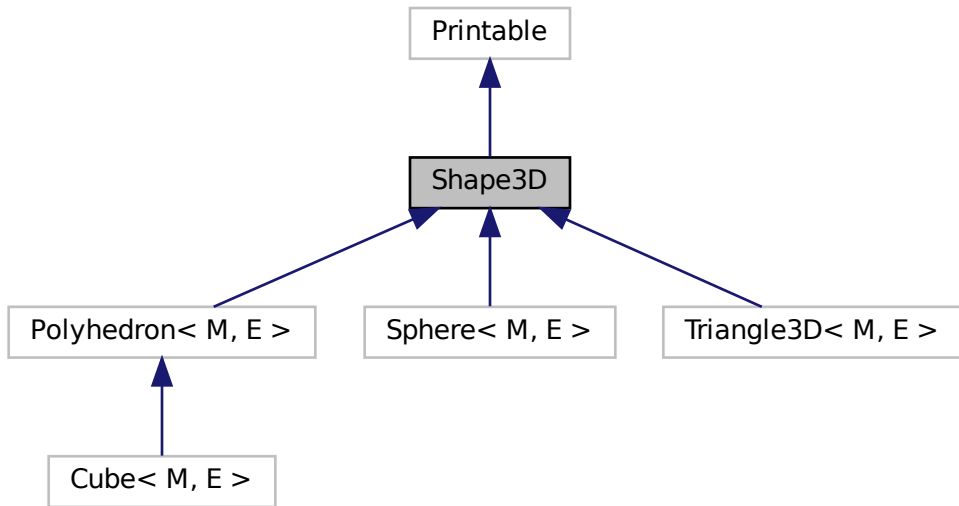 Printable
Shape3D
Polyhedron< M, E >
Sphere< M, E >
Triangle3D< M, E >
Cube< M, E >